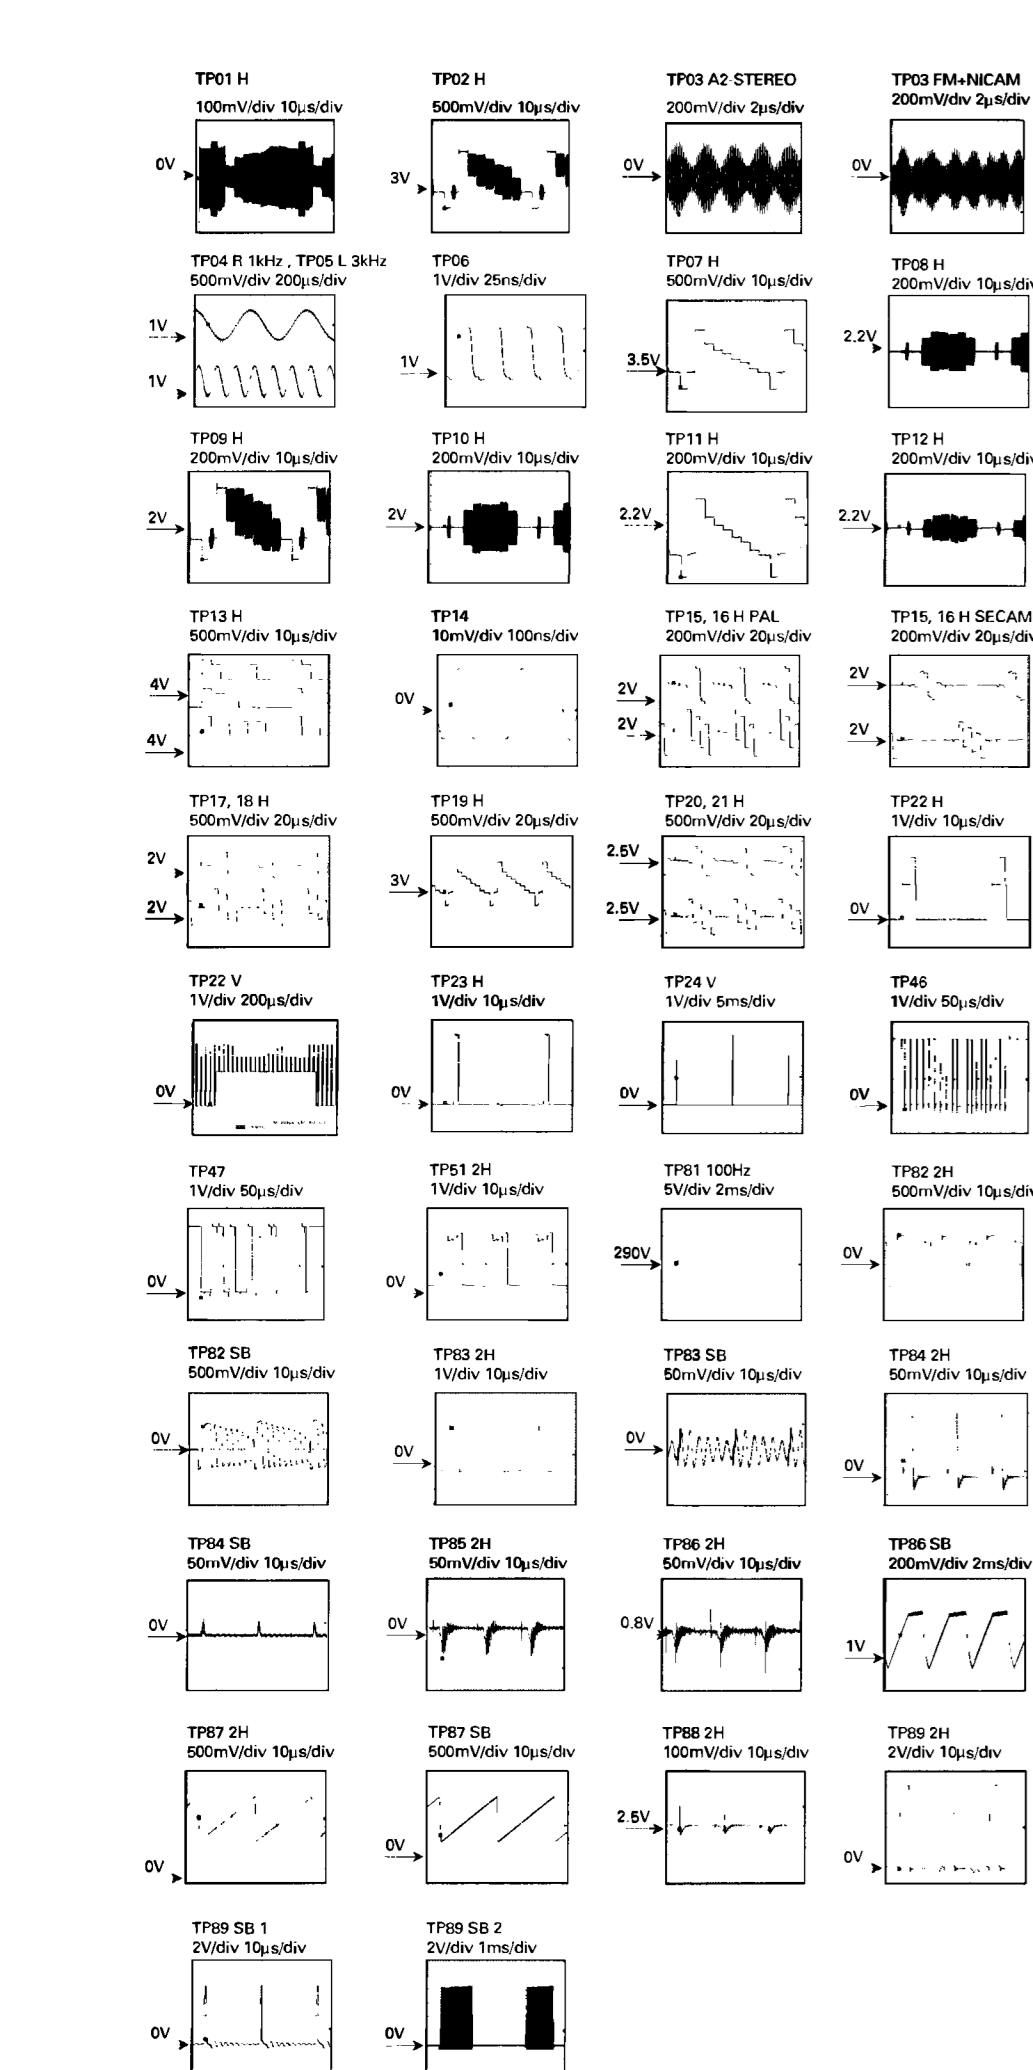 TP01 H
100mV/div 10µs/div
0V
TP02 H
500mV/div 10µs/div
3V
TP03 A2-STEREO
200mV/div 2µs/div
0V
TP03 FM+NICAM
200mV/div 2µs/div
0V
TP04 R 1kHz , TP05 L 3kHz
500mV/div 200µs/div
1V
1V
TP06
1V/div 25ns/div
1V
TP07 H
500mV/div 10µs/div
3.5V
TP08 H
200mV/div 10µs/div
2.2V
TP09 H
200mV/div 10µs/div
2V
TP10 H
200mV/div 10µs/div
2V
TP11 H
200mV/div 10µs/div
2.2V
TP12 H
200mV/div 10µs/div
2.2V
TP13 H
500mV/div 10µs/div
4V
4V
TP14
10mV/div 100ns/div
0V
TP15, 16 H PAL
200mV/div 20µs/div
2V
2V
TP15, 16 H SECAM
200mV/div 20µs/div
2V
2V
TP17, 18 H
500mV/div 20µs/div
2V
2V
TP19 H
500mV/div 20µs/div
3V
TP20, 21 H
500mV/div 20µs/div
2.5V
2.5V
TP22 H
1V/div 10µs/div
0V
TP22 V
1V/div 200µs/div
0V
TP23 H
1V/div 10µs/div
0V
TP24 V
1V/div 5ms/div
0V
TP46
1V/div 50µs/div
0V
TP47
1V/div 50µs/div
0V
TP51 2H
1V/div 10µs/div
0V
TP81 100Hz
5V/div 2ms/div
290V
TP82 2H
500mV/div 10µs/div
0V
TP82 SB
500mV/div 10µs/div
0V
TP83 2H
1V/div 10µs/div
0V
TP83 SB
50mV/div 10µs/div
0V
TP84 2H
50mV/div 10µs/div
0V
TP84 SB
50mV/div 10µs/div
0V
TP85 2H
50mV/div 10µs/div
0V
TP86 2H
50mV/div 10µs/div
0.8V
TP86 SB
200mV/div 2ms/div
1V
TP87 2H
500mV/div 10µs/div
0V
TP87 SB
500mV/div 10µs/div
0V
TP88 2H
100mV/div 10µs/div
2.5V
TP89 2H
2V/div 10µs/div
0V
TP89 SB 1
2V/div 10µs/div
0V
TP89 SB 2
2V/div 1ms/div
0V